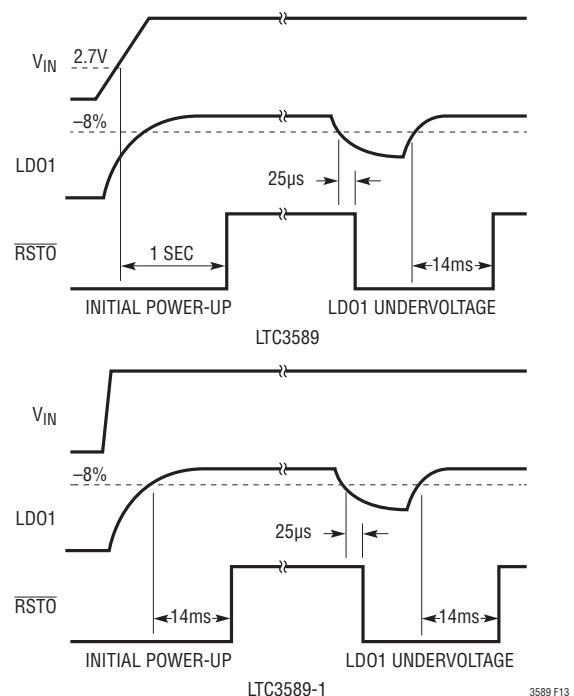 VIN
2.7V
–8%
LDO1
25µs
RSTO
1 SEC
14ms
INITIAL POWER-UP
LDO1 UNDERVOLTAGE
LTC3589
VIN
–8%
LDO1
25µs
RSTO
14ms
14ms
INITIAL POWER-UP
LDO1 UNDERVOLTAGE
LTC3589-1
3589 F13